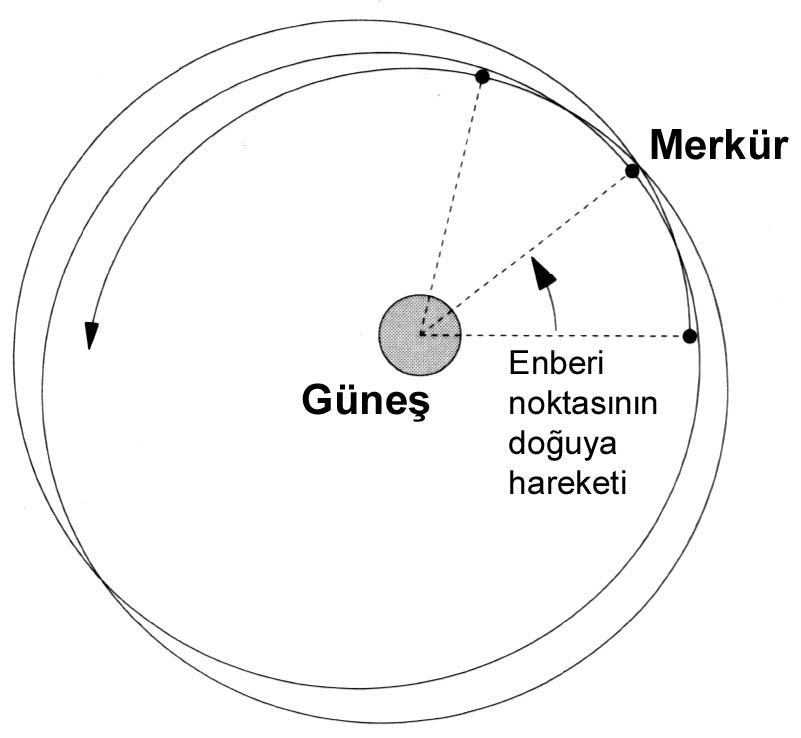 Merkür
Güneş
Enberi
noktasının
doğuya
hareketi